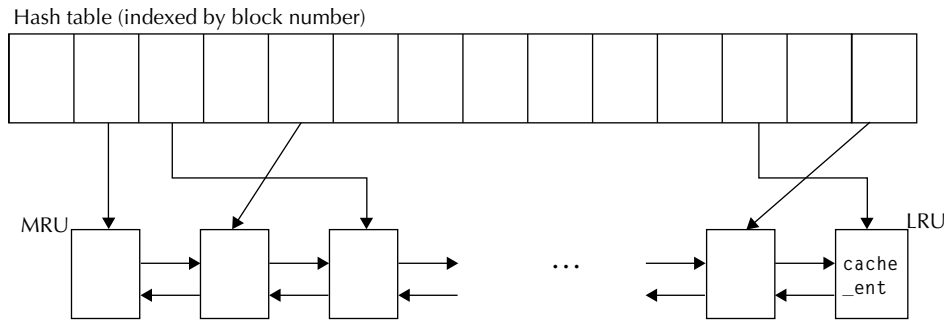 Hash table (indexed by block number)
MRU
LRU
...
cache
_ent